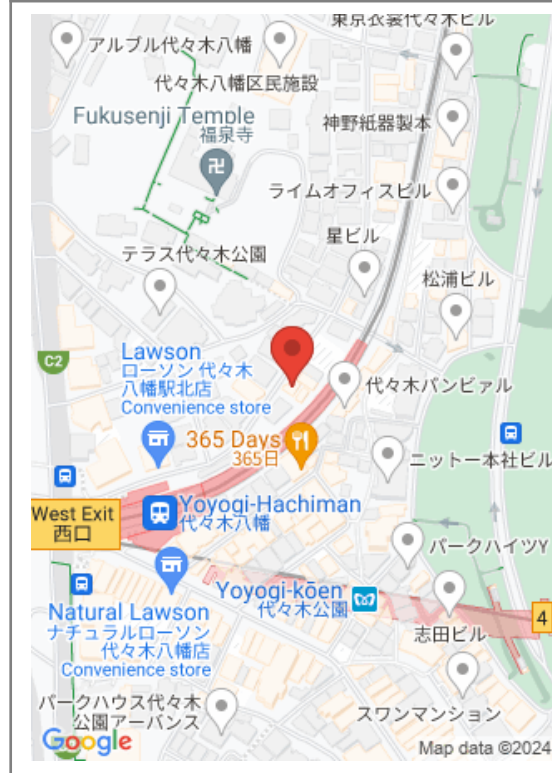 東京衣裳代々木ビル
アルブル代々木八幡
代々木八幡区民施設
Fukusenji Temple
福泉寺
卍
神野紙器製本
ライムオフィスビル
星ビル
テラス代々木公園
松浦ビル
C2
Lawson
ローソン 代々木
八幡駅北店
Convenience store
代々木バンビアル
365 Days
365日
ニットー本社ビル
West Exit
西口
Yoyogi-Hachiman
代々木八幡
パークハイツY
Yoyogi-kōen
代々木公園
4
Natural Lawson
ナチュラルローソン
代々木八幡店
Convenience store
志田ビル
パークハウス代々木
公園アーバンス
スワンマンション
Google
Map data ©2024